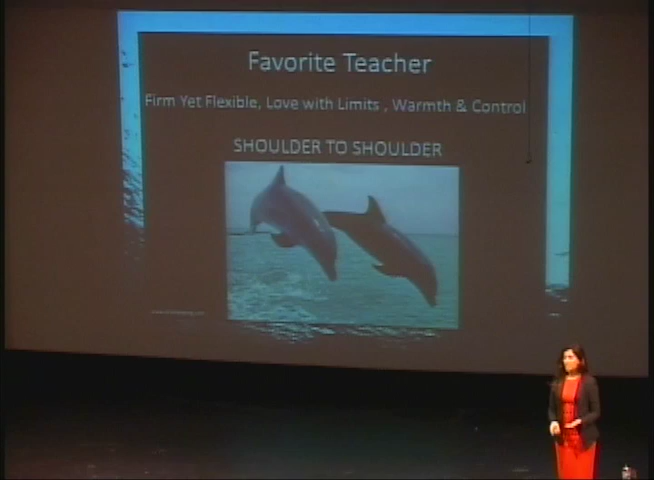 Favorite Teacher
Firm Yet Flexible, Love with Limits , Warmth & Control
SHOULDER TO SHOULDER